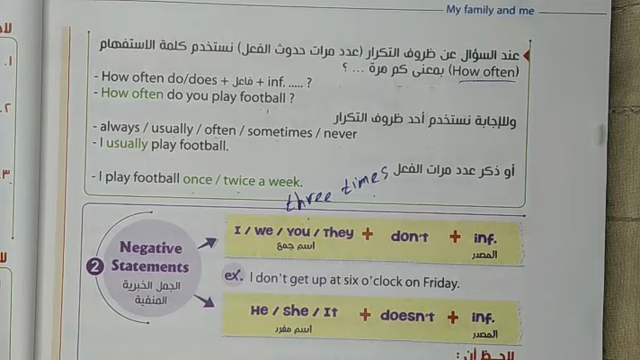 My family and me
عند السؤال عن ظروف التكرار (عدد مرات حدوث الفعل) نستخدم كلمة الاستفهام
(How often) بمعنى كم مرة ... ؟
- How often do/does + فاعل + inf. ..... ?
- How often do you play football ?
وللإجابة نستخدم أحد ظروف التكرار
- always / usually / often / sometimes / never
- I usually play football.
أو ذكر عدد مرات الفعل
- I play football once / twice a week.
three times
2 Negative Statements
الجمل الخبرية
المنفية
I / we / you / They + don't + inf.
اسم جمع المصدر
ex. I don't get up at six o'clock on Friday.
He / she / It + doesn't + inf.
اسم مفرد المصدر
لاحظ أن :